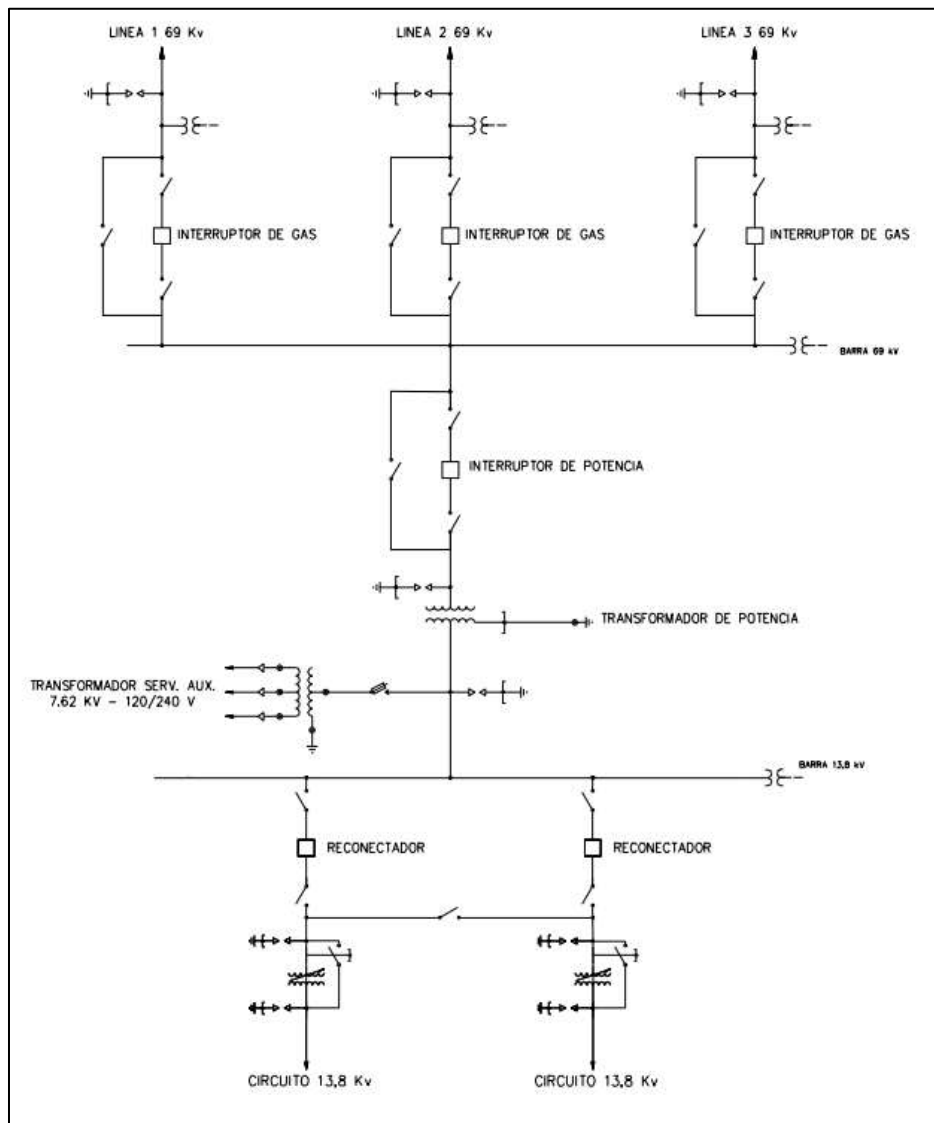 LINEA 1 69 Kv
LINEA 2 69 Kv
LINEA 3 69 Kv
INTERRUPTOR DE GAS
INTERRUPTOR DE GAS
INTERRUPTOR DE GAS
BARRA 69 kV
INTERRUPTOR DE POTENCIA
TRANSFORMADOR DE POTENCIA
TRANSFORMADOR SERV. AUX.
7.62 KV - 120/240 V
BARRA 13,8 kV
RECONECTADOR
RECONECTADOR
CIRCUITO 13,8 Kv
CIRCUITO 13,8 Kv